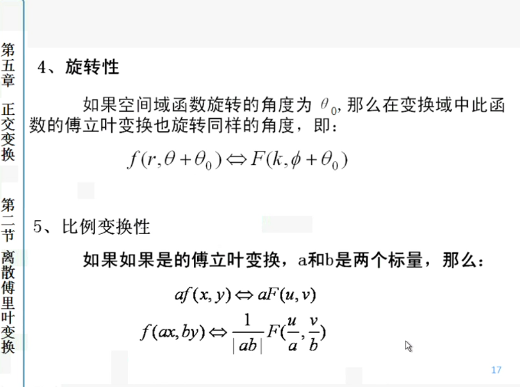 第五章 正交变换 第二节 离散傅里叶变换
4、旋转性
如果空间域函数旋转的角度为 θ₀,那么在变换域中此函
数的傅立叶变换也旋转同样的角度，即：
f(r,θ+θ₀)⇔F(k,ϕ+θ₀)
5、比例变换性
如果如果是的傅立叶变换，a和b是两个标量，那么：
af(x,y)⇔aF(u,v)
f(ax,by)⇔1/|ab| F(u/a,v/b)
17